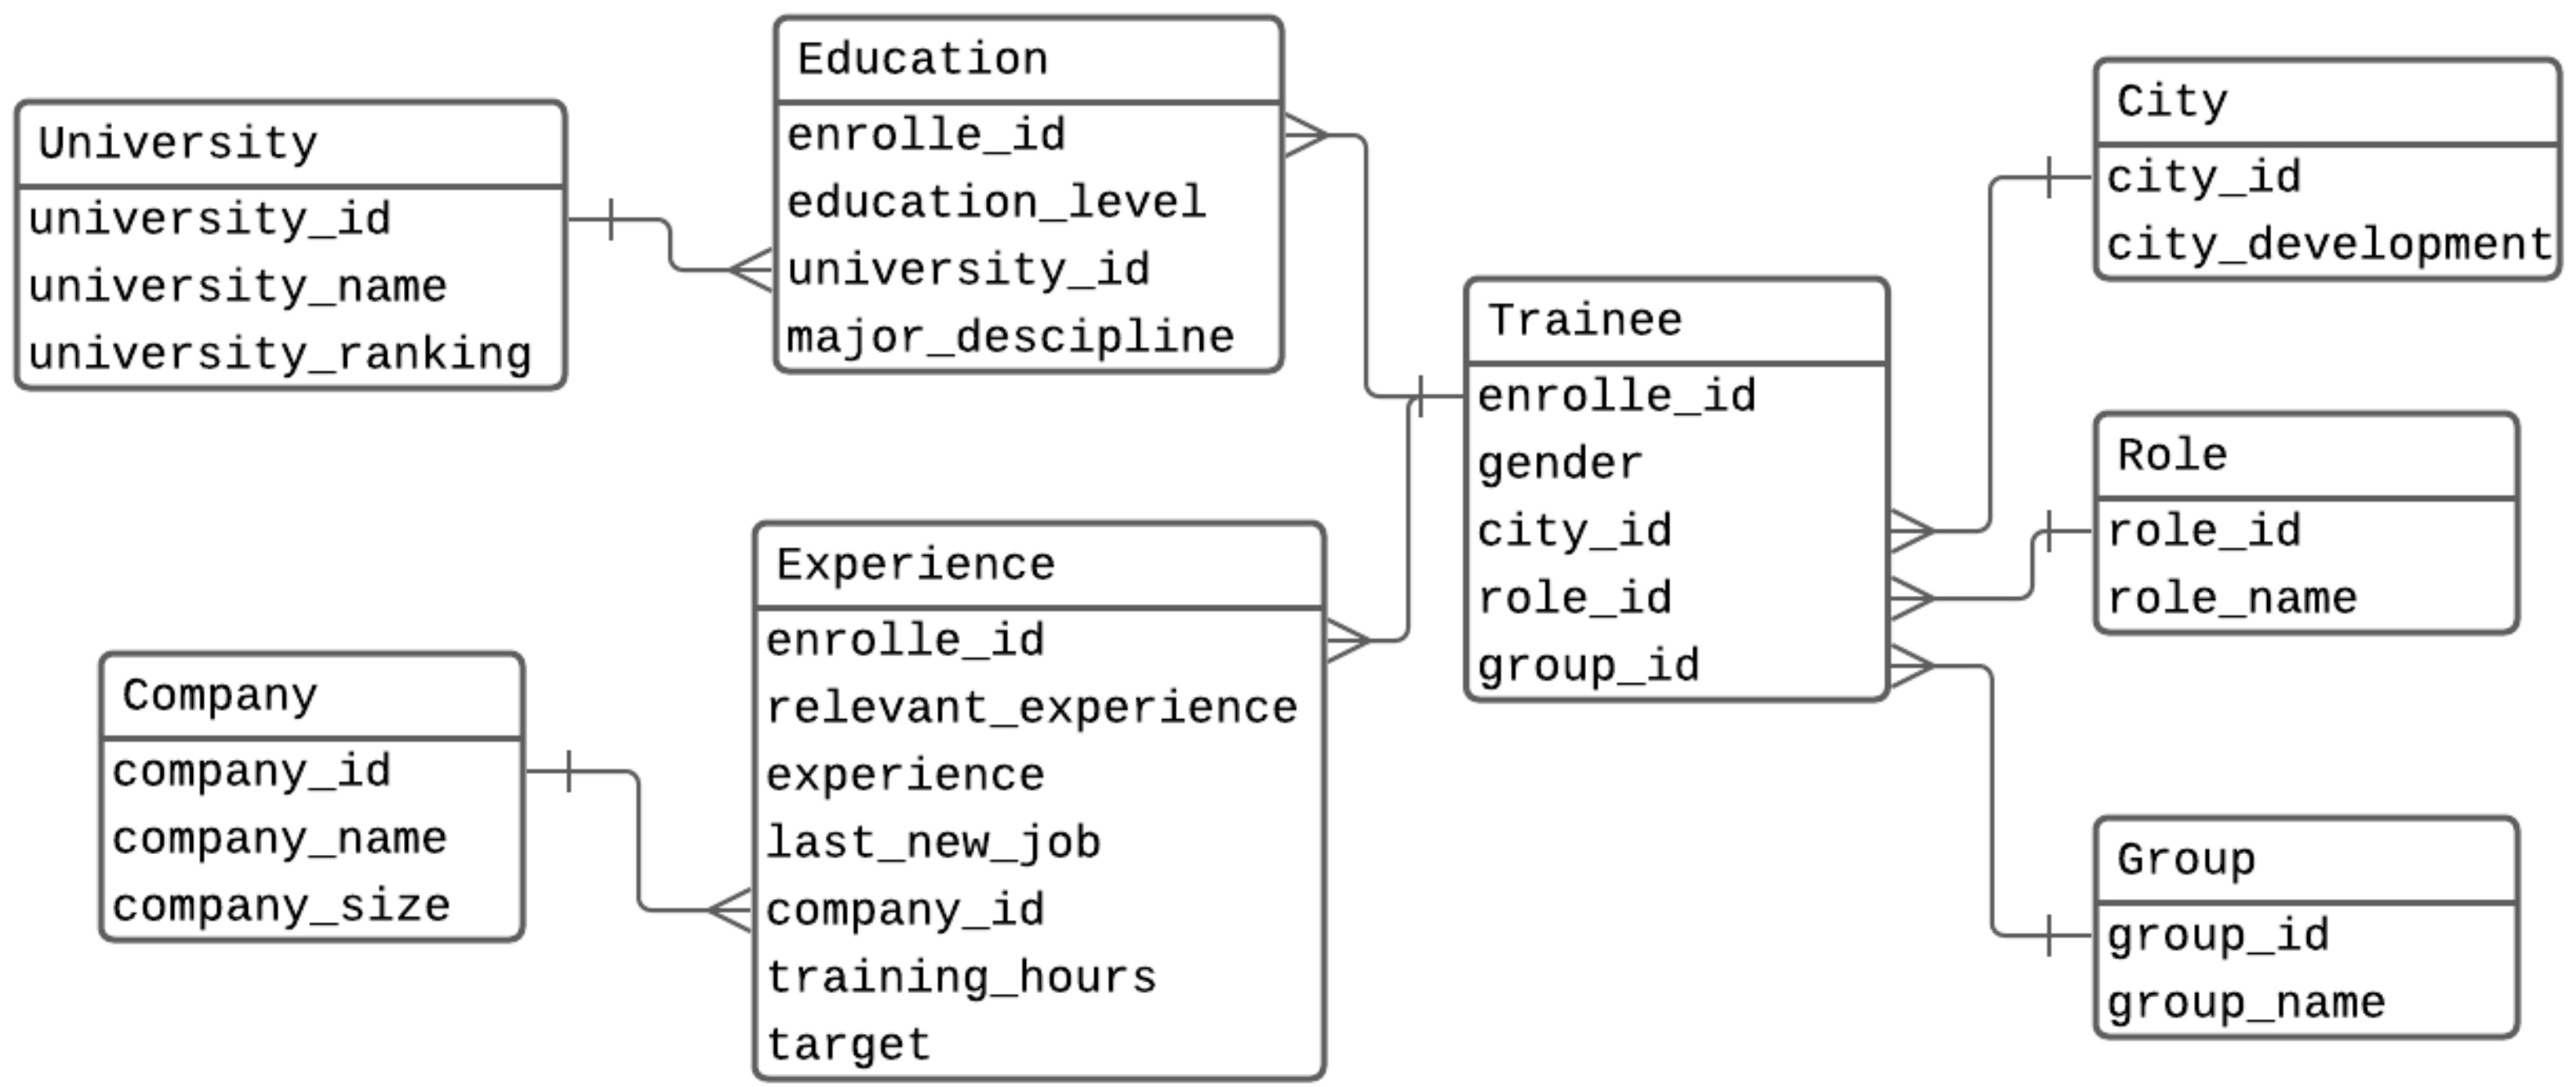 University
university_id
university_name
university_ranking
Education
enrolle_id
education_level
university_id
major_descipline
Company
company_id
company_name
company_size
Experience
enrolle_id
relevant_experience
experience
last_new_job
company_id
training_hours
target
Trainee
enrolle_id
gender
city_id
role_id
group_id
City
city_id
city_development
Role
role_id
role_name
Group
group_id
group_name